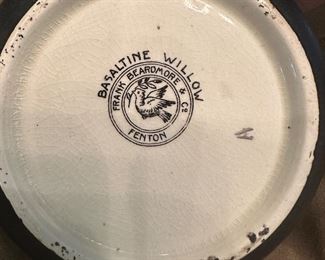 BASALTINE WILLOW
FRANK BEARDMORE & Co
FENTON